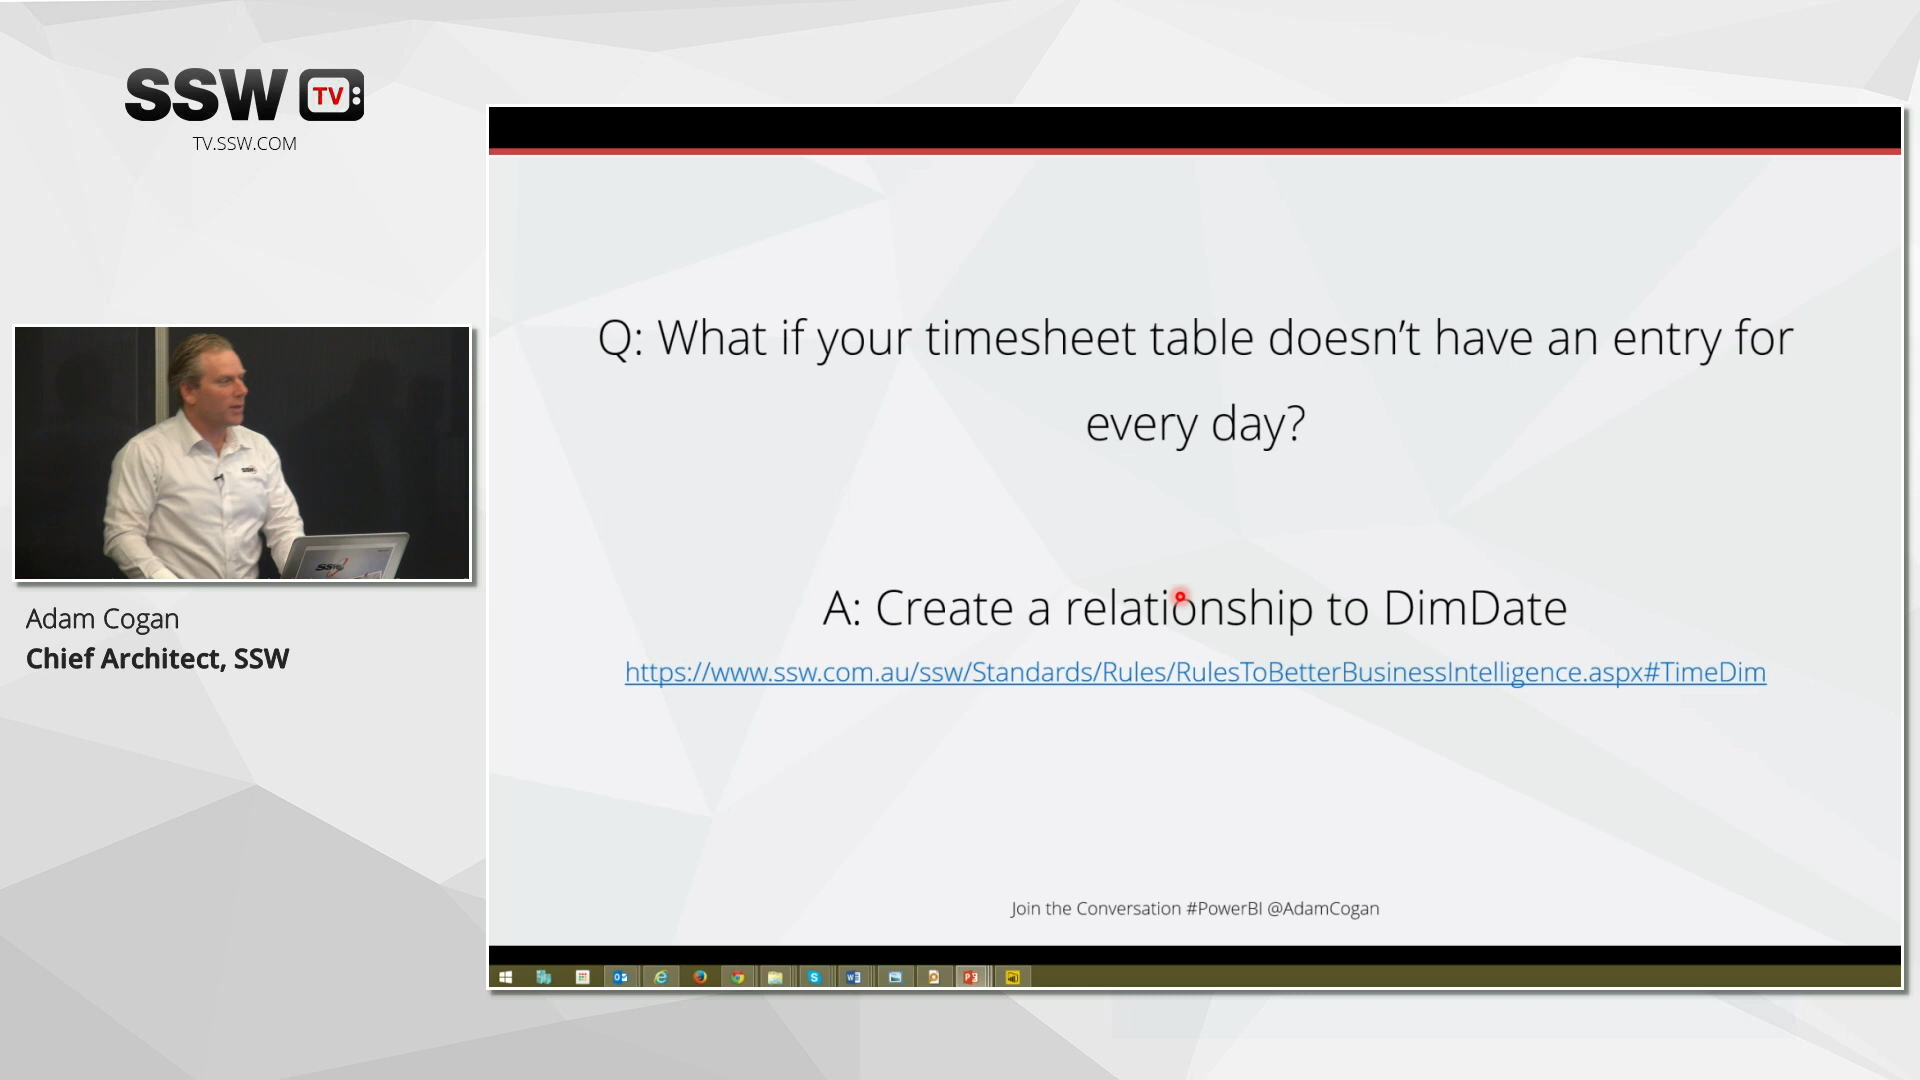 SSW TV
TV.SSW.COM
Q: What if your timesheet table doesn't have an entry for
every day?
A: Create a relationship to DimDate
https://www.ssw.com.au/ssw/Standards/Rules/RulesToBetterBusinessIntelligence.aspx#TimeDim
Join the Conversation #PowerBI @AdamCogan
SSW
SSW
Adam Cogan
Chief Architect, SSW